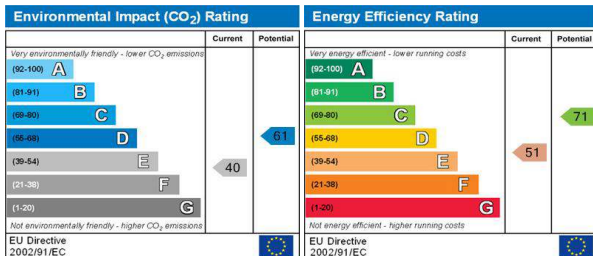 Environmental Impact (CO2) Rating
Current Potential
Very environmentally friendly - lower CO2 emissions
(92-100) A
(81-91) B
(69-80) C
(55-68) D
61
(39-54) E
40
(21-38) F
(1-20) G
Not environmentally friendly - higher CO2 emissions
EU Directive
2002/91/EC
Energy Efficiency Rating
Current Potential
Very energy efficient - lower running costs
(92-100) A
(81-91) B
(69-80) C
71
(55-68) D
(39-54) E
51
(21-38) F
(1-20) G
Not energy efficient - higher running costs
EU Directive
2002/91/EC